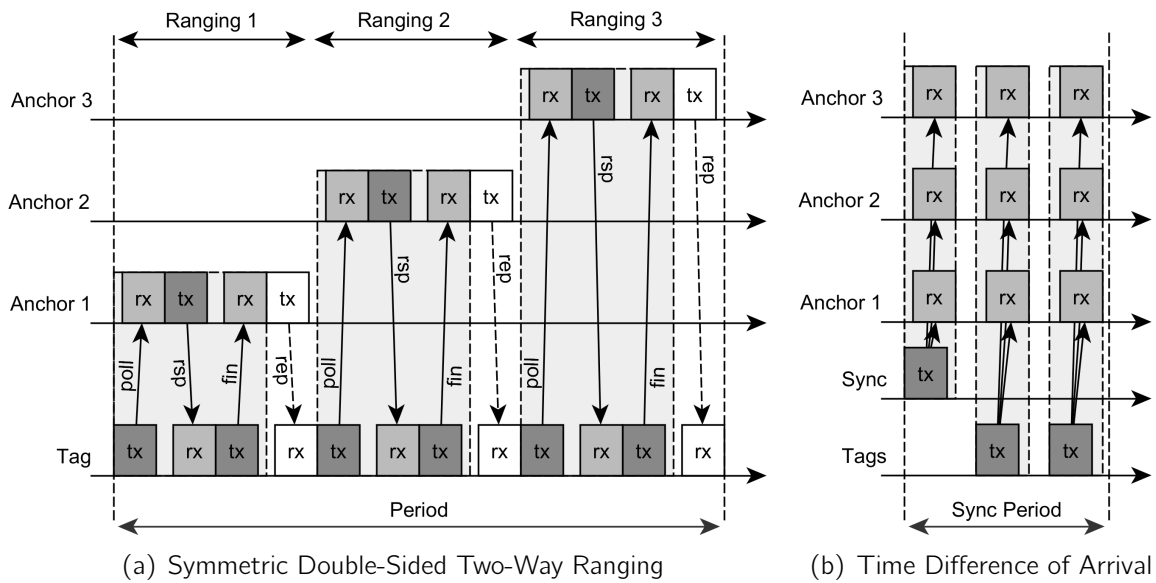 Ranging 1 Ranging 2 Ranging 3
Anchor 3 rx tx rx tx
poll rsp fin rep
Anchor 2 rx tx rx tx
poll rsp fin rep
Anchor 1 rx tx rx tx
poll rsp fin rep
Tag tx rx tx rx tx rx tx rx tx rx tx rx
Period
(a) Symmetric Double-Sided Two-Way Ranging
Anchor 3 rx rx rx
Anchor 2 rx rx rx
Anchor 1 rx rx rx
Sync tx
Tags tx tx
Sync Period
(b) Time Difference of Arrival